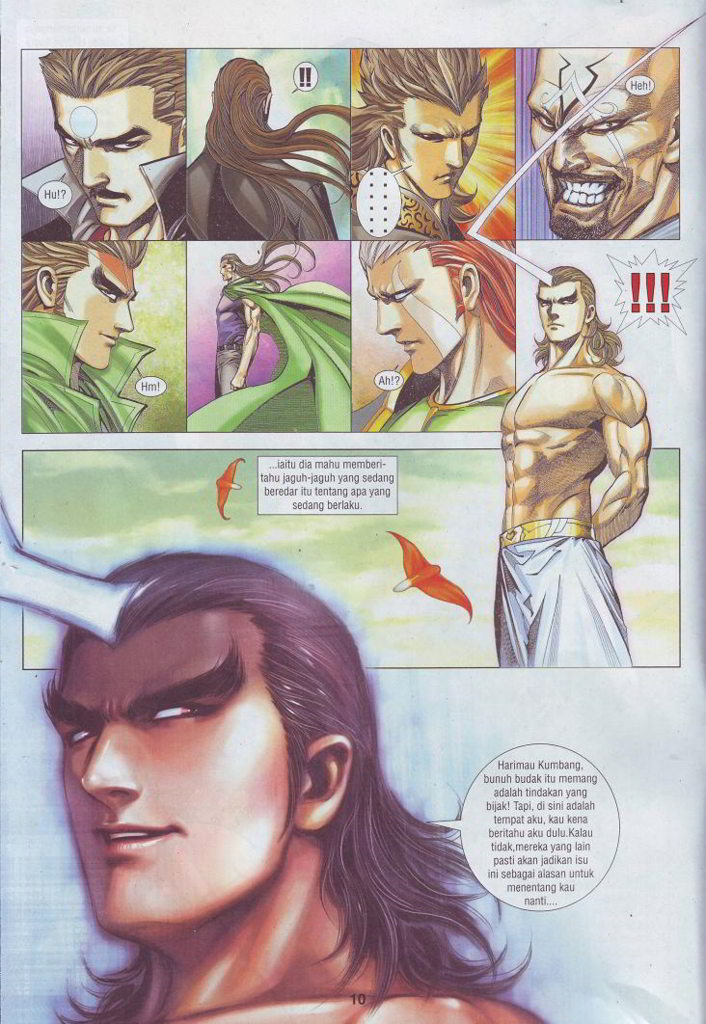 Hu!?
!!
Heh!
Hm!
Ah!?
!!!
...iaitu dia mahu memberi-
tahu jaguh-jaguh yang sedang
beredar itu tentang apa yang
sedang berlaku.
Harimau Kumbang,
bunuh budak itu memang
adalah tindakan yang
bijak! Tapi, di sini adalah
tempat aku, kau kena
beritahu aku dulu.Kalau
tidak,mereka yang lain
pasti akan jadikan isu
ini sebagai alasan untuk
menentang kau
nanti....
10